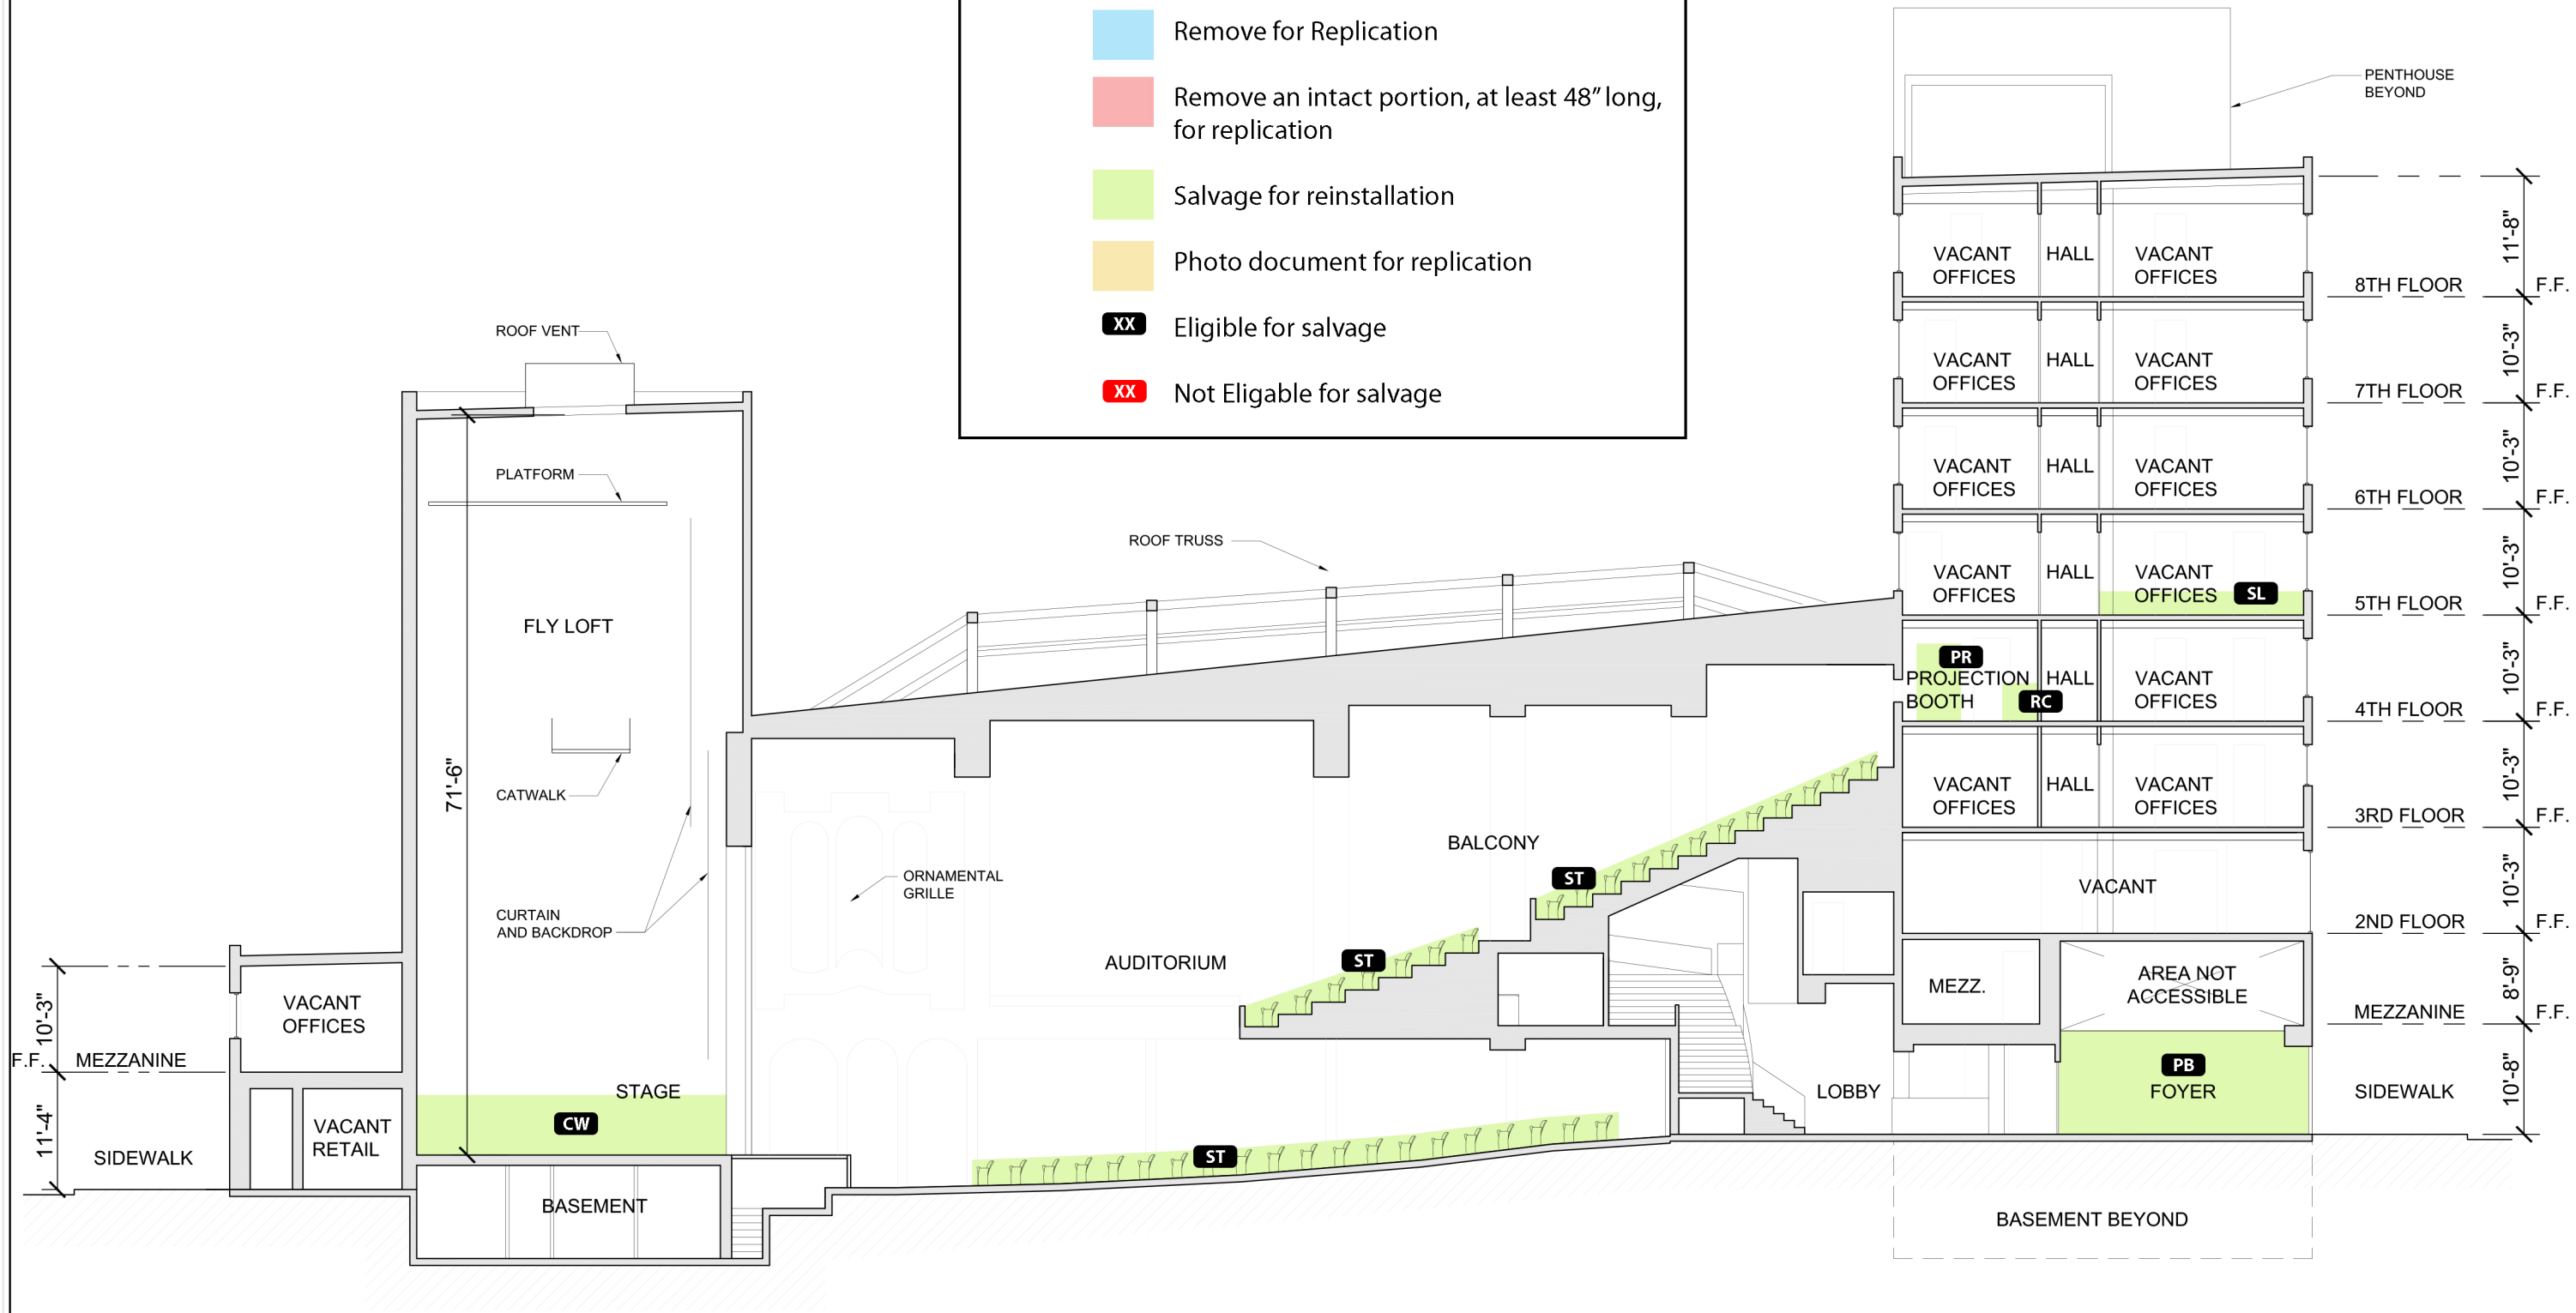 Remove for Replication
Remove an intact portion, at least 48” long,
for replication
Salvage for reinstallation
Photo document for replication
XX Eligible for salvage
XX Not Eligable for salvage
PENTHOUSE
BEYOND
ROOF VENT
PLATFORM
FLY LOFT
71'-6"
CATWALK
CURTAIN
AND BACKDROP
STAGE
CW
BASEMENT
VACANT
OFFICES
VACANT
RETAIL
10'-3"
F.F. MEZZANINE
11'-4"
SIDEWALK
ROOF TRUSS
ORNAMENTAL
GRILLE
AUDITORIUM
BALCONY
ST
ST
ST
LOBBY
VACANT
OFFICES
HALL
VACANT
OFFICES
11'-8"
8TH FLOOR F.F.
VACANT
OFFICES
HALL
VACANT
OFFICES
10'-3"
7TH FLOOR F.F.
VACANT
OFFICES
HALL
VACANT
OFFICES
10'-3"
6TH FLOOR F.F.
VACANT
OFFICES
HALL
VACANT
OFFICES
SL
10'-3"
5TH FLOOR F.F.
PR
PROJECTION
BOOTH
RC
HALL
VACANT
OFFICES
10'-3"
4TH FLOOR F.F.
VACANT
OFFICES
HALL
VACANT
OFFICES
10'-3"
3RD FLOOR F.F.
VACANT
10'-3"
2ND FLOOR F.F.
MEZZ.
AREA NOT
ACCESSIBLE
8'-9"
MEZZANINE F.F.
PB
FOYER
10'-8"
SIDEWALK
BASEMENT BEYOND